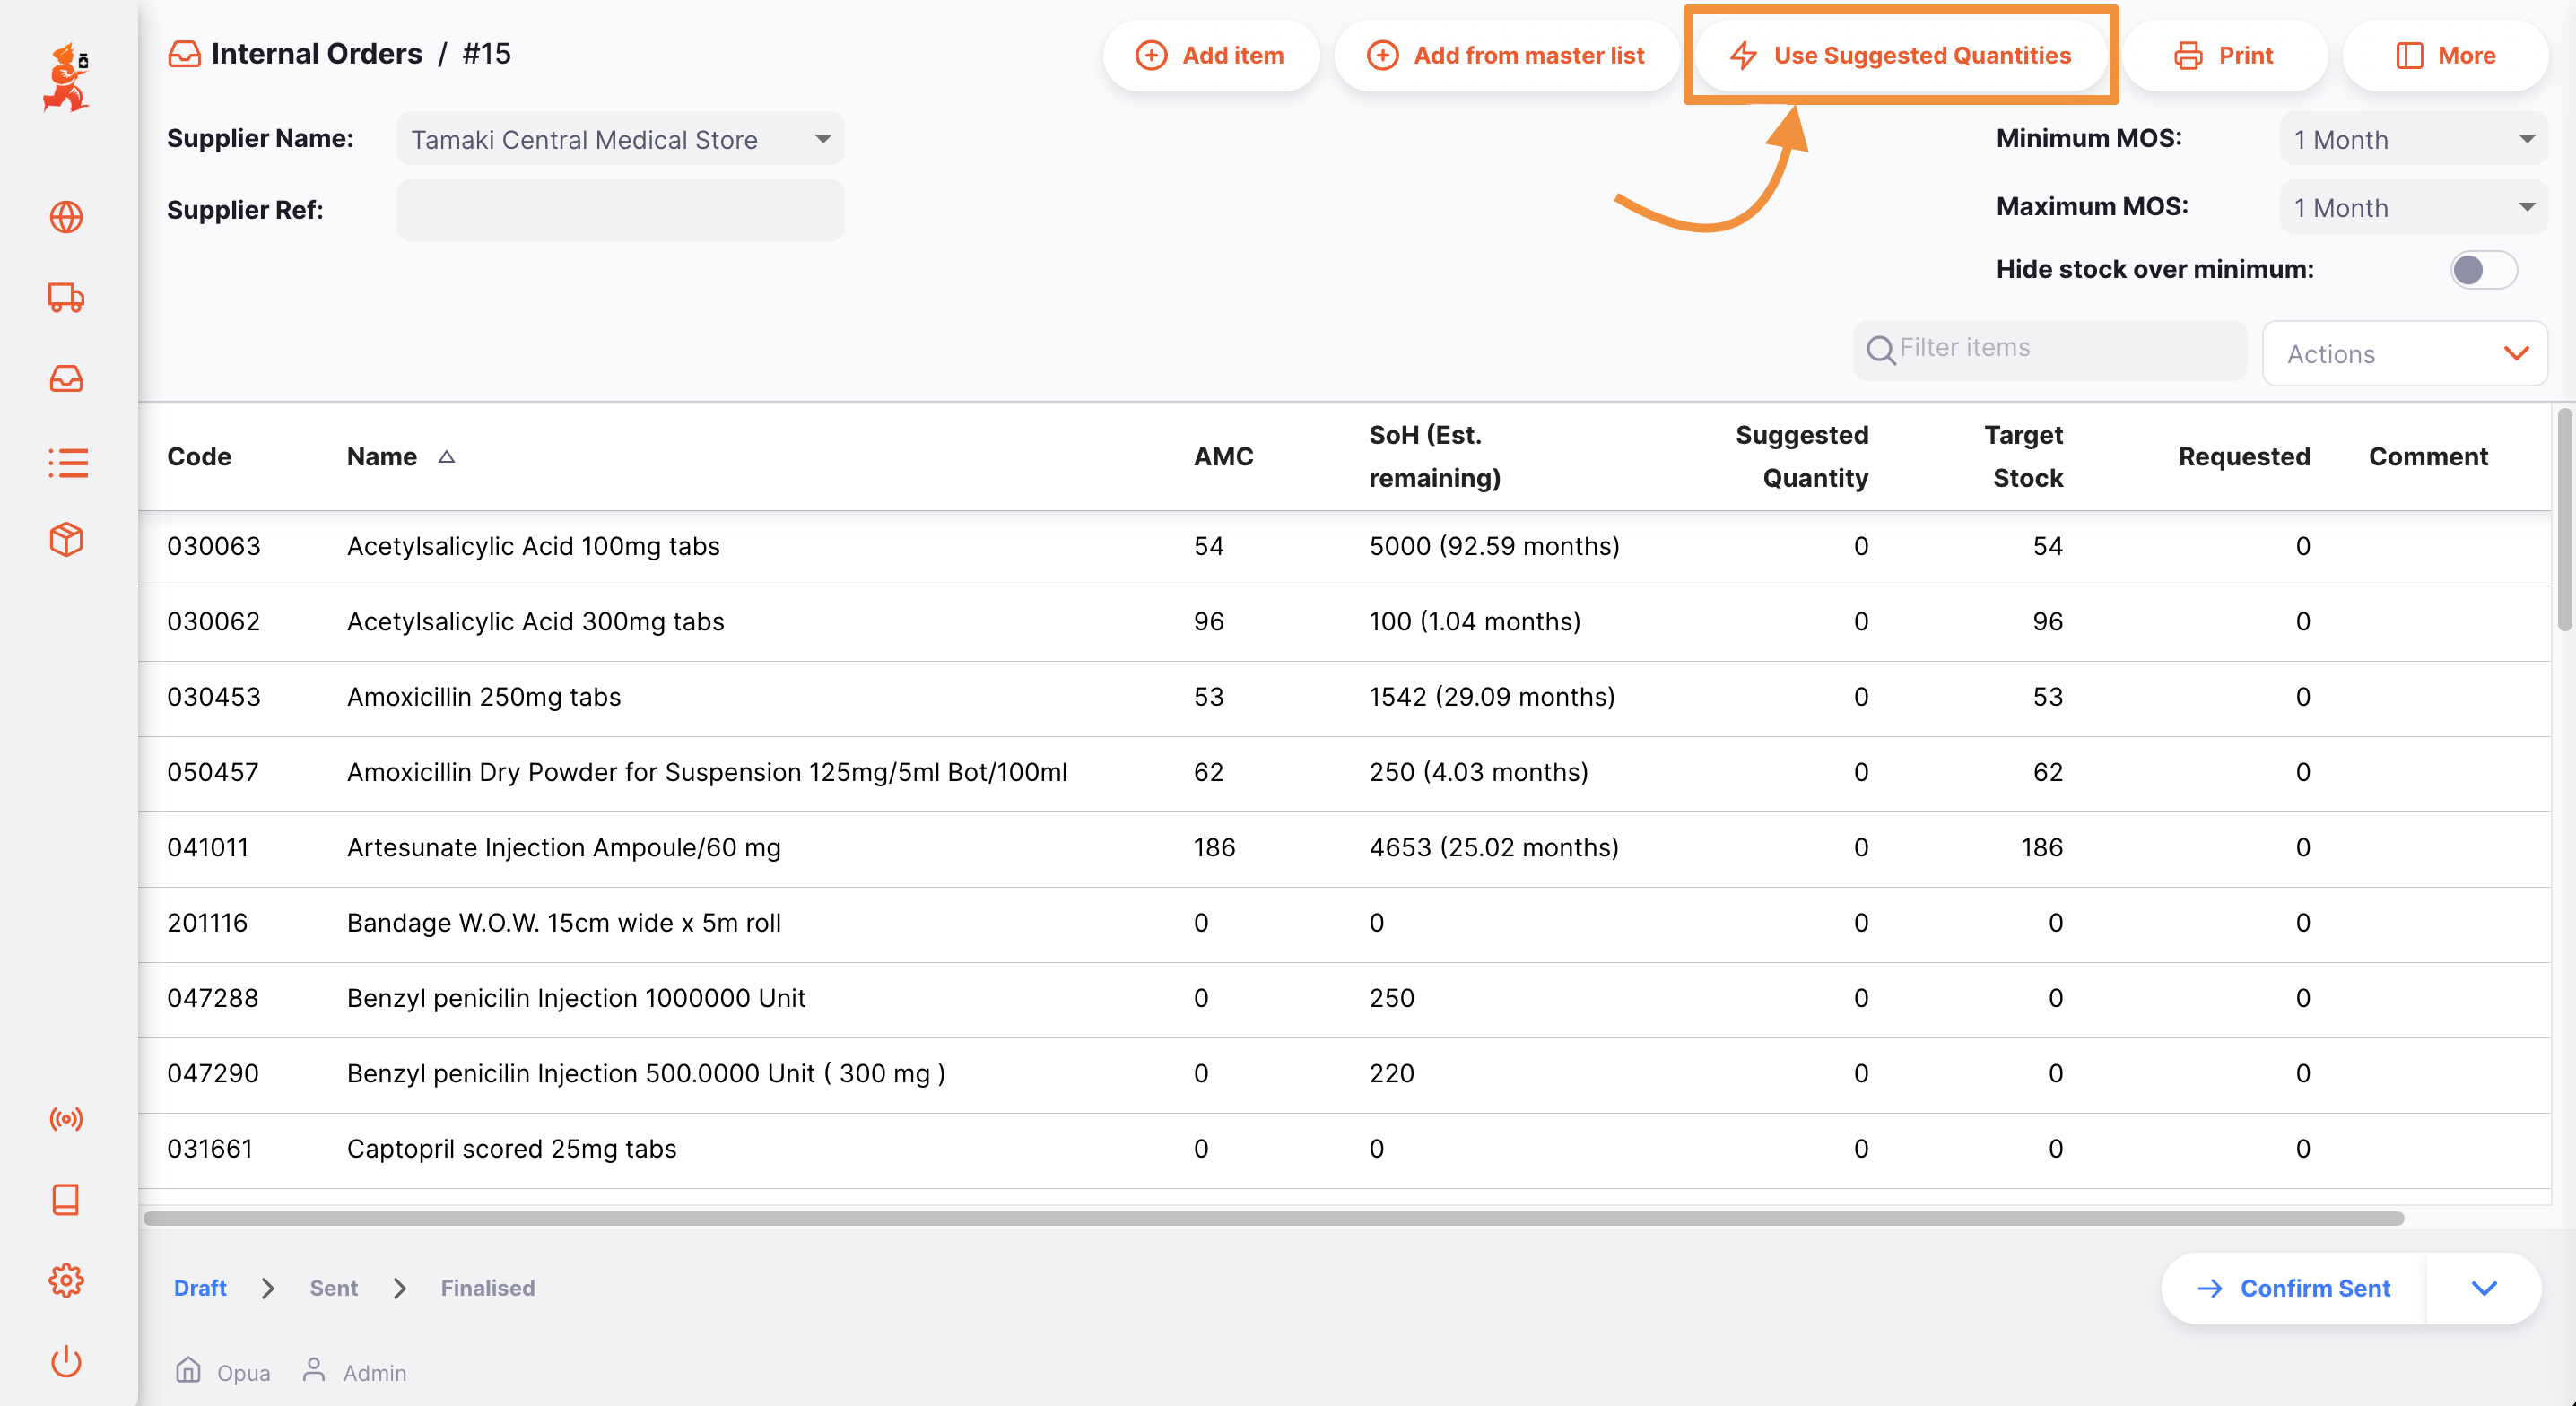 Internal Orders / #15
Add item
Add from master list
Use Suggested Quantities
Print
More
Supplier Name: Tamaki Central Medical Store
Supplier Ref:
Minimum MOS: 1 Month
Maximum MOS: 1 Month
Hide stock over minimum:
Filter items
Actions
Code Name AMC SoH (Est. remaining) Suggested Quantity Target Stock Requested Comment
030063 Acetylsalicylic Acid 100mg tabs 54 5000 (92.59 months) 0 54 0
030062 Acetylsalicylic Acid 300mg tabs 96 100 (1.04 months) 0 96 0
030453 Amoxicillin 250mg tabs 53 1542 (29.09 months) 0 53 0
050457 Amoxicillin Dry Powder for Suspension 125mg/5ml Bot/100ml 62 250 (4.03 months) 0 62 0
041011 Artesunate Injection Ampoule/60 mg 186 4653 (25.02 months) 0 186 0
201116 Bandage W.O.W. 15cm wide x 5m roll 0 0 0 0 0
047288 Benzyl penicilin Injection 1000000 Unit 0 250 0 0 0
047290 Benzyl penicilin Injection 500.0000 Unit ( 300 mg ) 0 220 0 0 0
031661 Captopril scored 25mg tabs 0 0 0 0 0
Draft Sent Finalised
Confirm Sent
Opua Admin